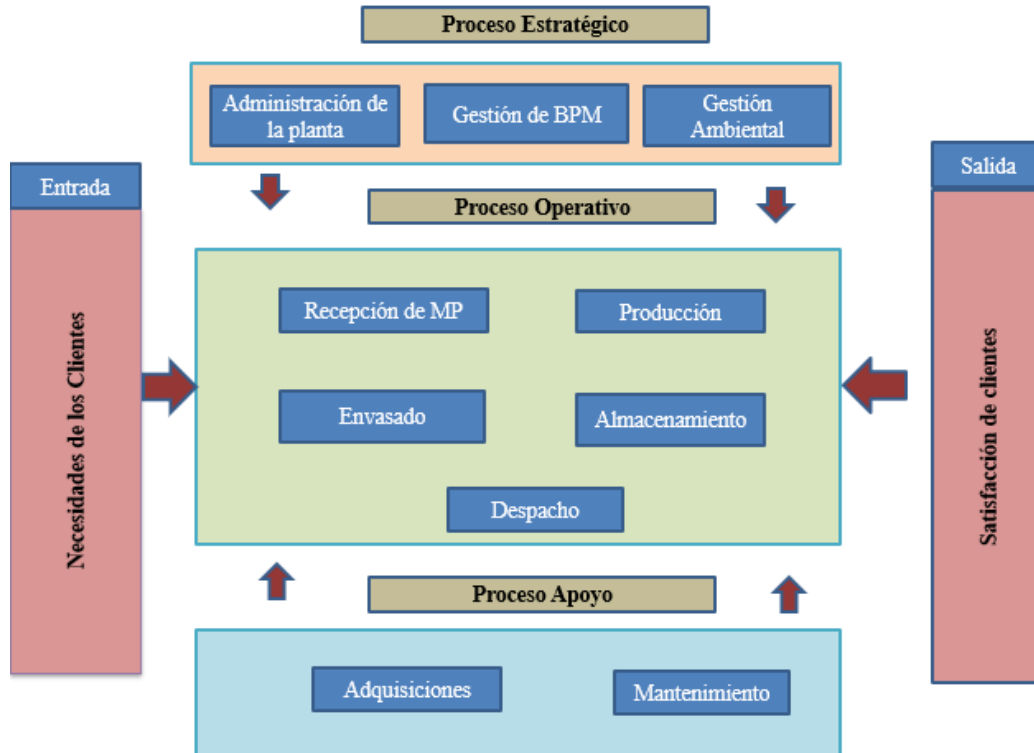 Proceso Estratégico
Administración de
la planta
Gestión de BPM
Gestión
Ambiental
Entrada
Salida
Proceso Operativo
Necesidades de los Clientes
Recepción de MP
Producción
Envasado
Almacenamiento
Despacho
Satisfacción de clientes
Proceso Apoyo
Adquisiciones
Mantenimiento